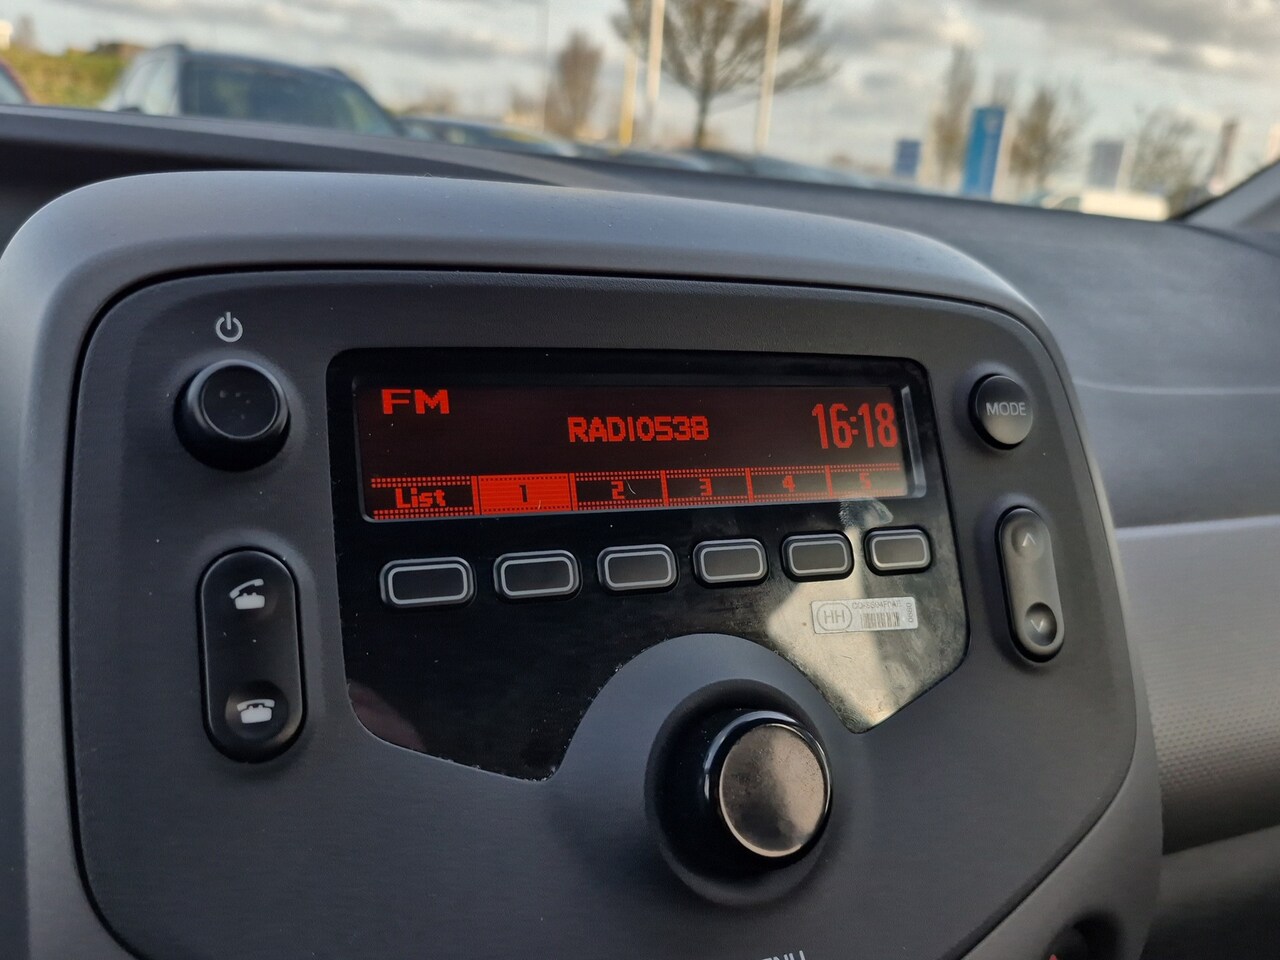 FM
RADIO538
16:18
List 1 2 3 4 5
MODE
HH